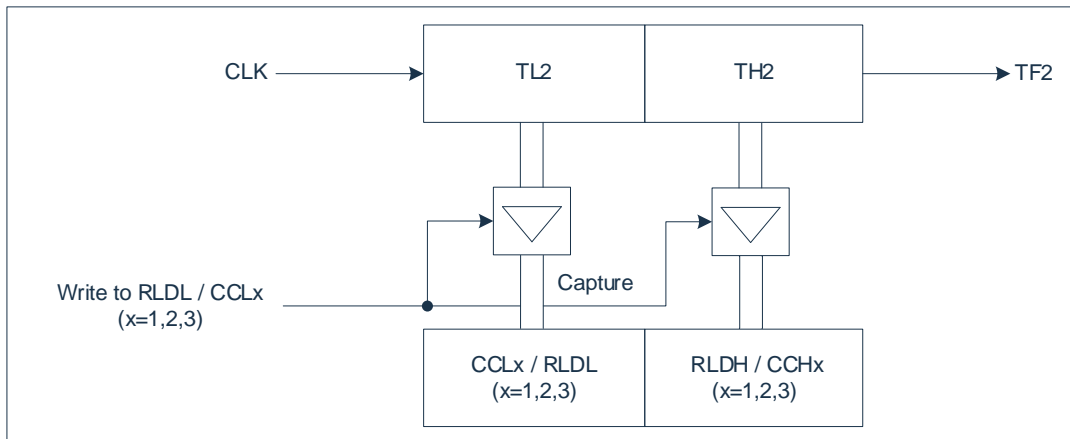 CLK
TL2
TH2
TF2
Capture
Write to RLDL / CCLx
(x=1,2,3)
CCLx / RLDL
(x=1,2,3)
RLDH / CCHx
(x=1,2,3)